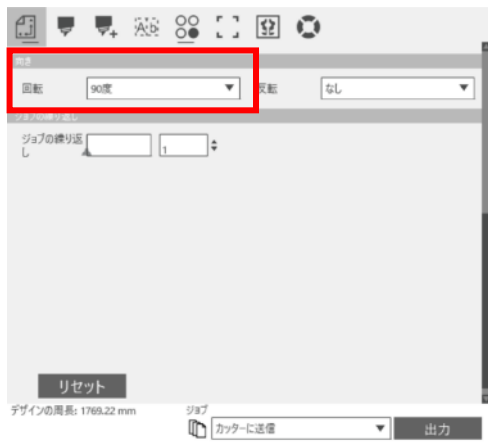 A b
向き
回転 90度 反転 なし
ジョブの繰り返し
ジョブの繰り返
し 1
リセット
デザインの周長: 1769.22 mm ジョブ
カッターに送信 出力